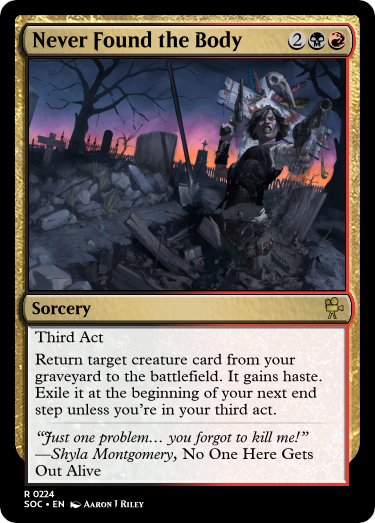 Never Found the Body 2
Sorcery
Third Act
Return target creature card from your
graveyard to the battlefield. It gains haste.
Exile it at the beginning of your next end
step unless you're in your third act.
“Just one problem… you forgot to kill me!”
—Shyla Montgomery, No One Here Gets
Out Alive
R 0224
SOC • EN Aaron J Riley